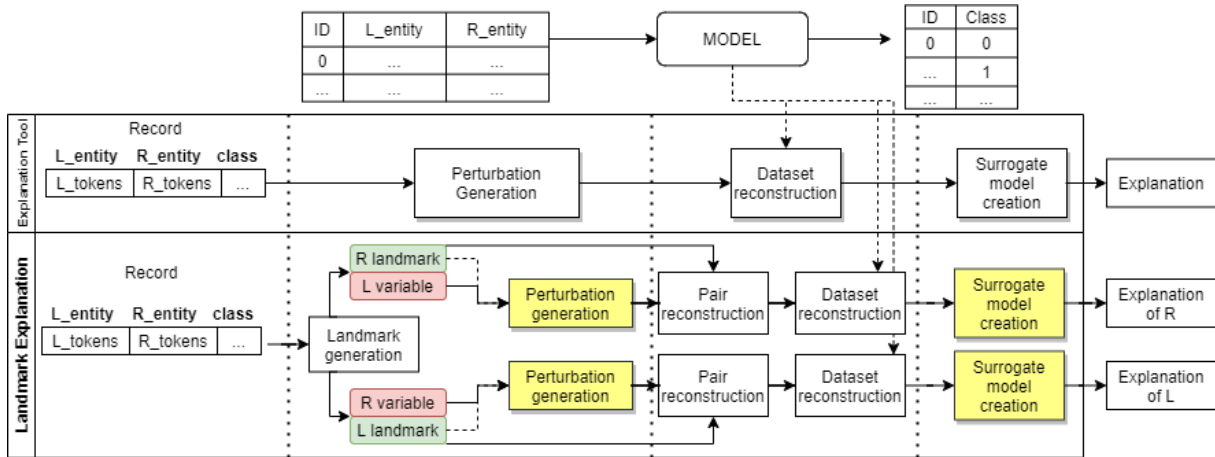 ID L_entity R_entity
0 ... ...
... ... ...
MODEL
ID Class
0 0
... 1
... ...
Explanation Tool
Record
L_entity R_entity class
L_tokens R_tokens ...
Perturbation
Generation
Dataset
reconstruction
Surrogate
model
creation
Explanation
Landmark Explanation
Record
L_entity R_entity class
L_tokens R_tokens ...
Landmark
generation
R landmark
L variable
Perturbation
generation
Pair
reconstruction
Dataset
reconstruction
Surrogate
model
creation
Explanation
of R
R variable
L landmark
Perturbation
generation
Pair
reconstruction
Dataset
reconstruction
Surrogate
model
creation
Explanation
of L